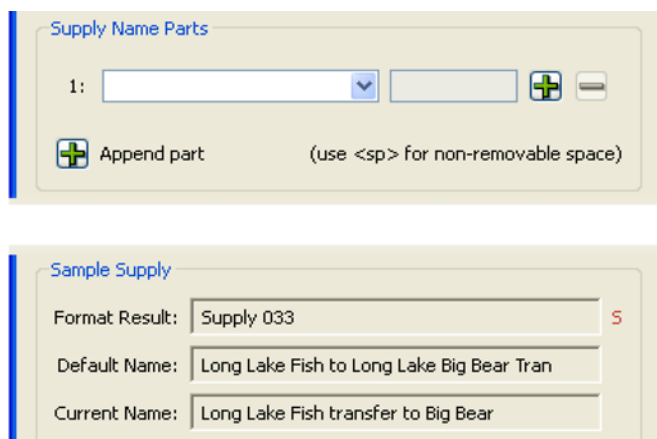 Supply Name Parts
1:
Append part (use <sp> for non-removable space)
Sample Supply
Format Result: Supply 033 S
Default Name: Long Lake Fish to Long Lake Big Bear Tran
Current Name: Long Lake Fish transfer to Big Bear